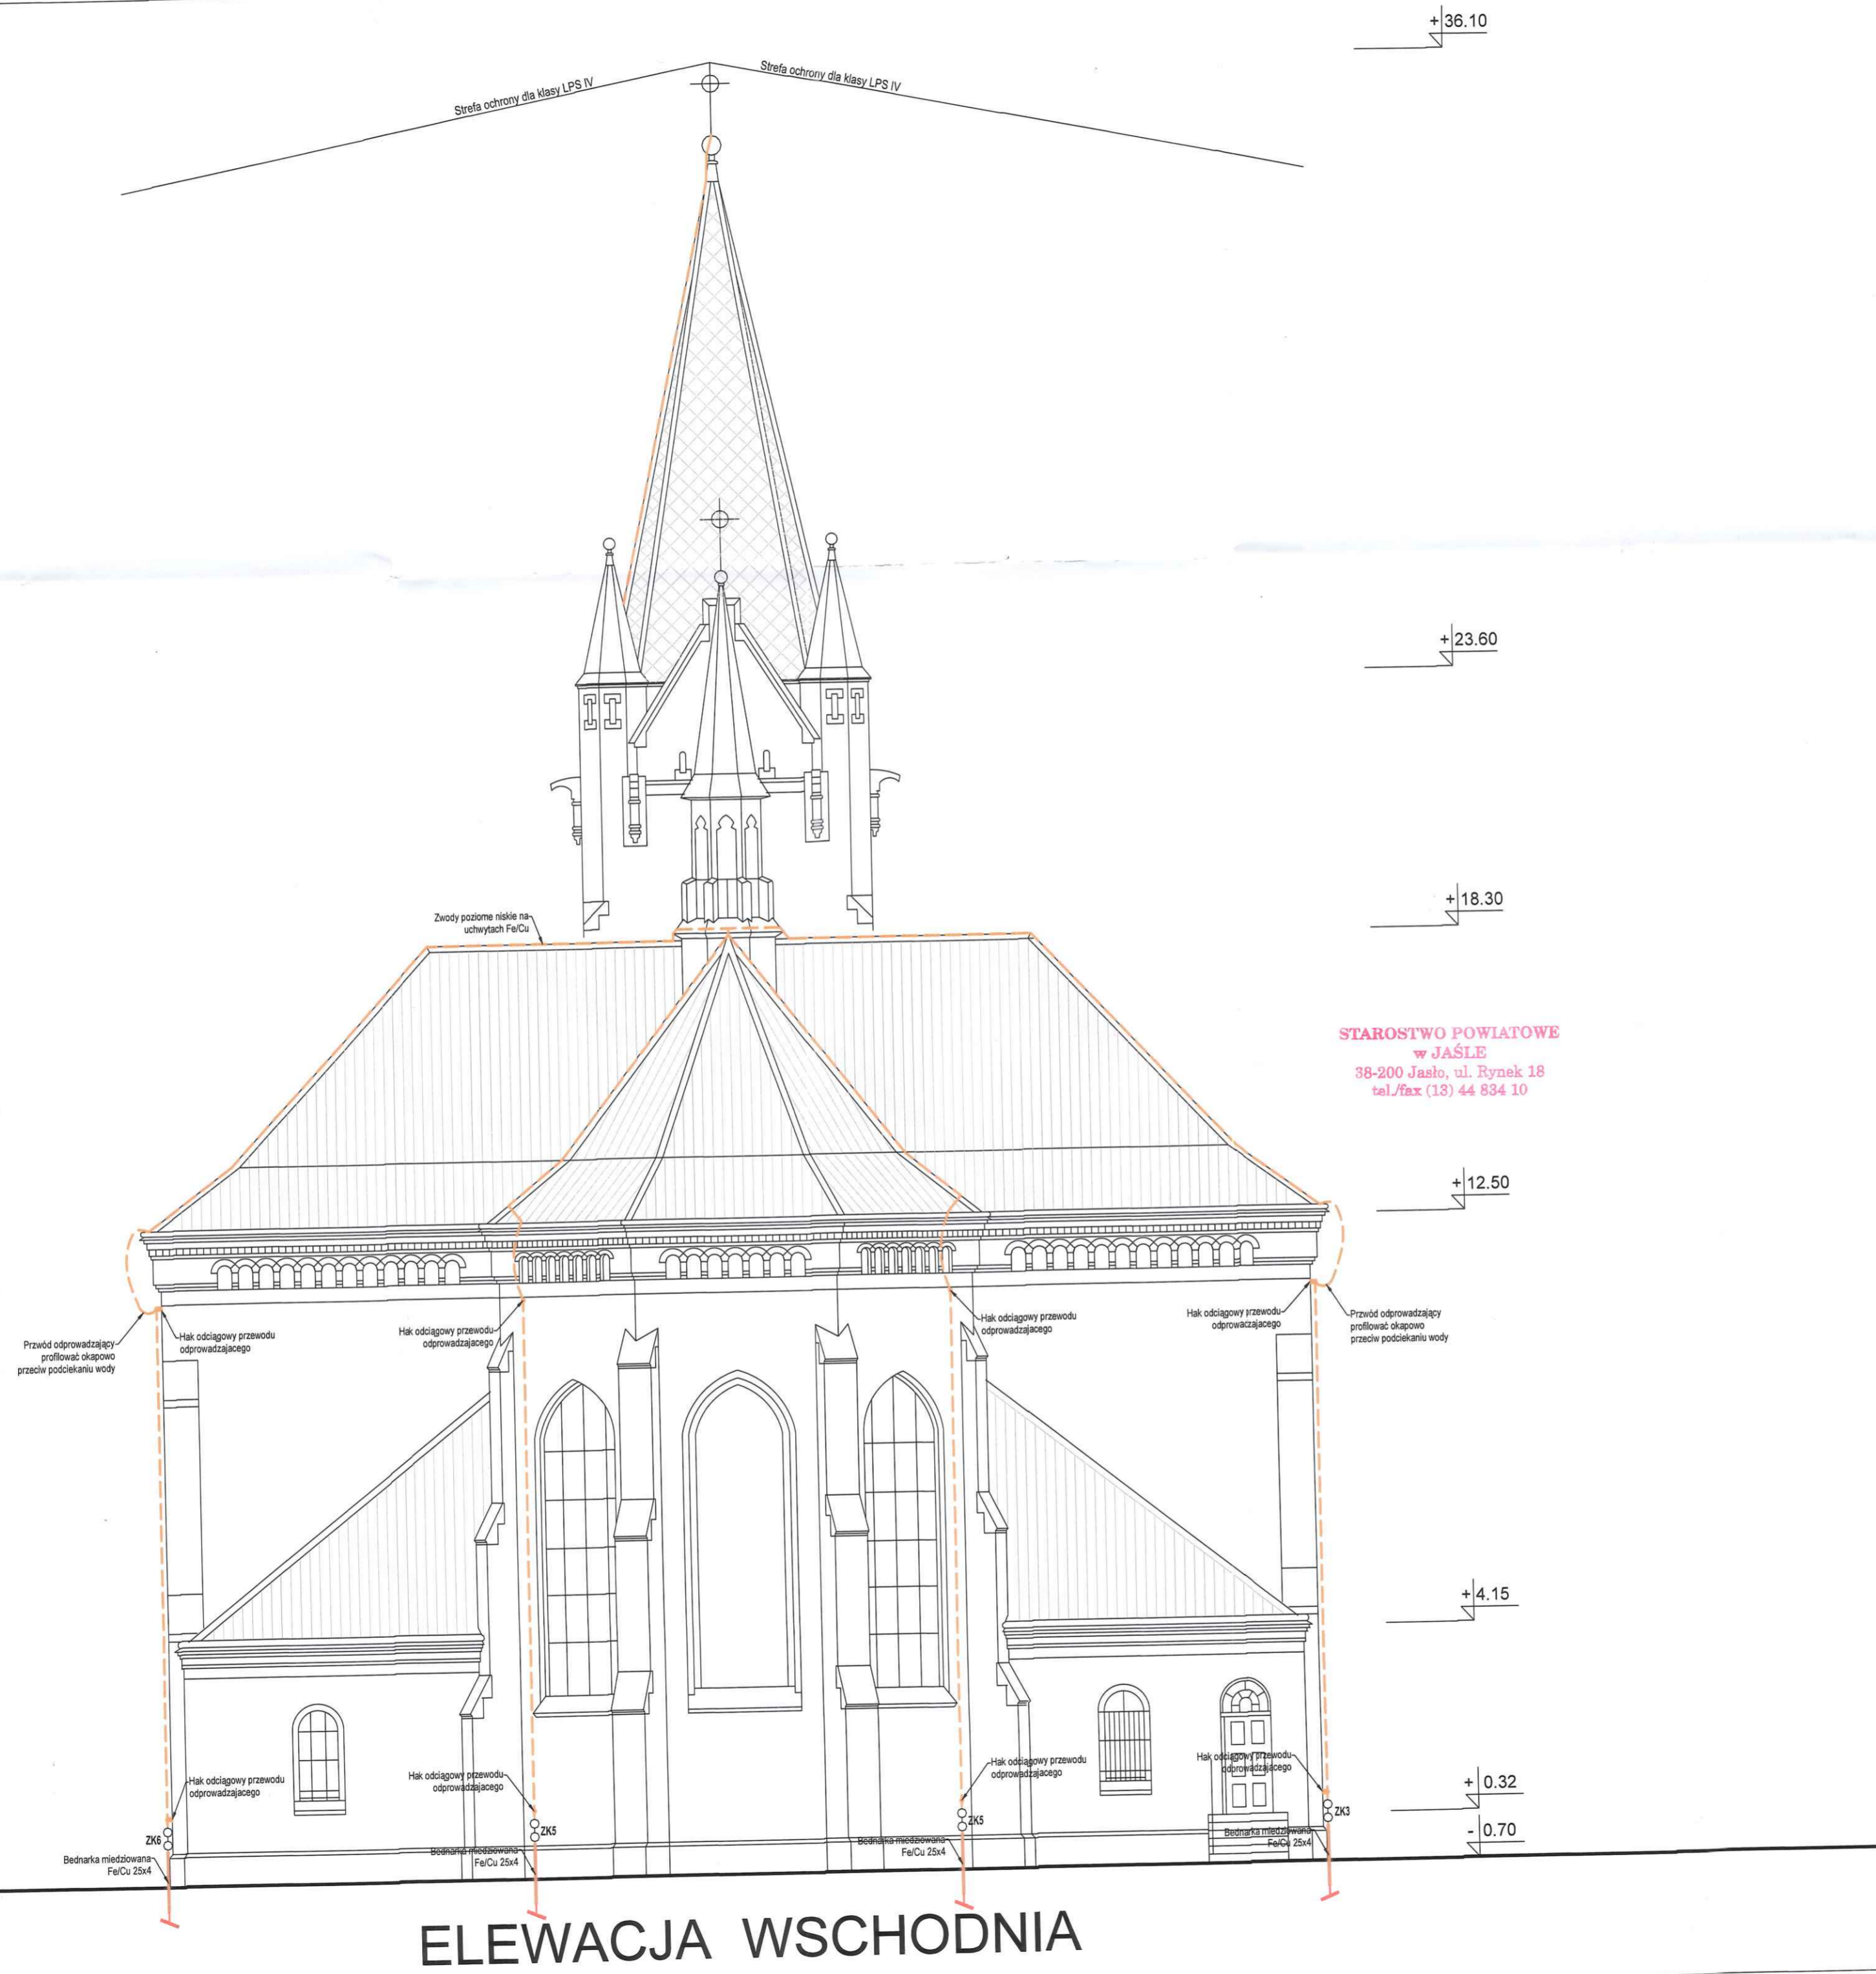 +36.10
Strefa ochrony dla klasy LPS IV
Strefa ochrony dla klasy LPS IV
+23.60
+18.30
Zwody poziome niskie na
uchwytach Fe/Cu
STAROSTWO POWIATOWE
w JAŚLE
38-200 Jasło, ul. Rynek 18
tel./fax (13) 44 834 10
+12.50
Przwód odprowadzający
profilować okapowo
przeciw podciekaniu wody
Hak odciągowy przewodu
odprowadzajacego
Hak odciągowy przewodu
odprowadzajacego
Hak odciągowy przewodu
odprowadzajacego
Hak odciągowy przewodu
odprowadzajacego
Przwód odprowadzający
profilować okapowo
przeciw podciekaniu wody
+4.15
Hak odciągowy przewodu
odprowadzajacego
Hak odciągowy przewodu
odprowadzajacego
Hak odciągowy przewodu
odprowadzajacego
Hak odciągowy przewodu
odprowadzajacego
+ 0.32
- 0.70
ZK6
ZK5
ZK5
ZK3
Bednarka miedziowana
Fe/Cu 25x4
Bednarka miedziowana
Fe/Cu 25x4
Bednarka miedziowana
Fe/Cu 25x4
Bednarka miedziowana
Fe/Cu 25x4
ELEWACJA WSCHODNIA